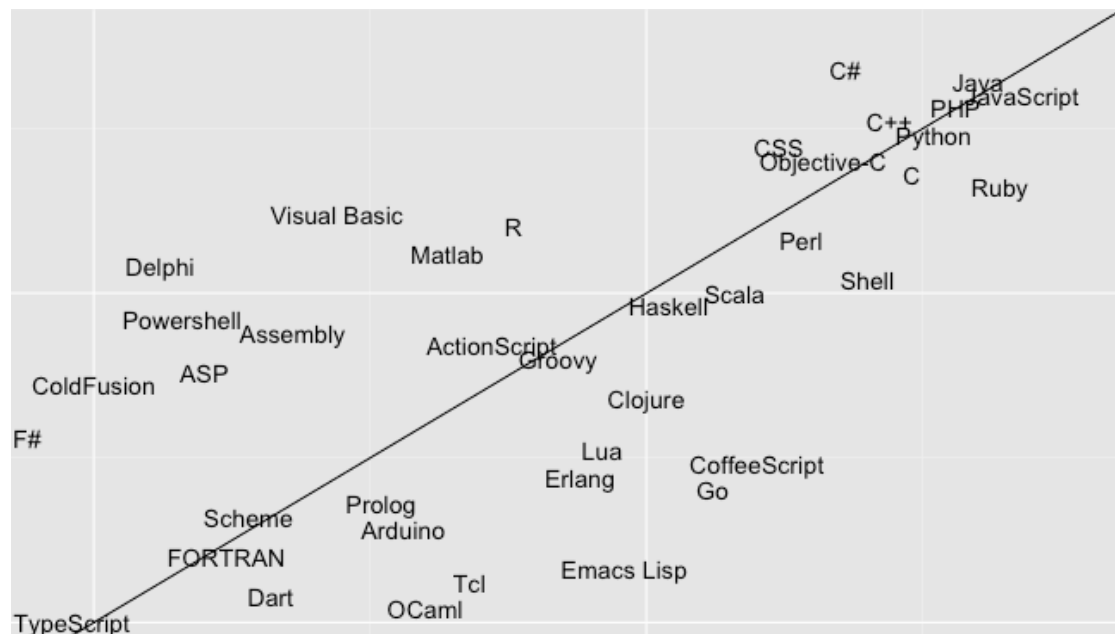 C#
Java
JavaScript
PHP
C++
Python
CSS
Objective-C
C
Ruby
Visual Basic
R
Perl
Matlab
Delphi
Shell
Scala
Haskell
Powershell
Assembly
ActionScript
Groovy
ASP
ColdFusion
Clojure
F#
Lua
CoffeeScript
Erlang
Go
Prolog
Scheme
Arduino
FORTRAN
Emacs Lisp
Tcl
Dart
OCaml
TypeScript